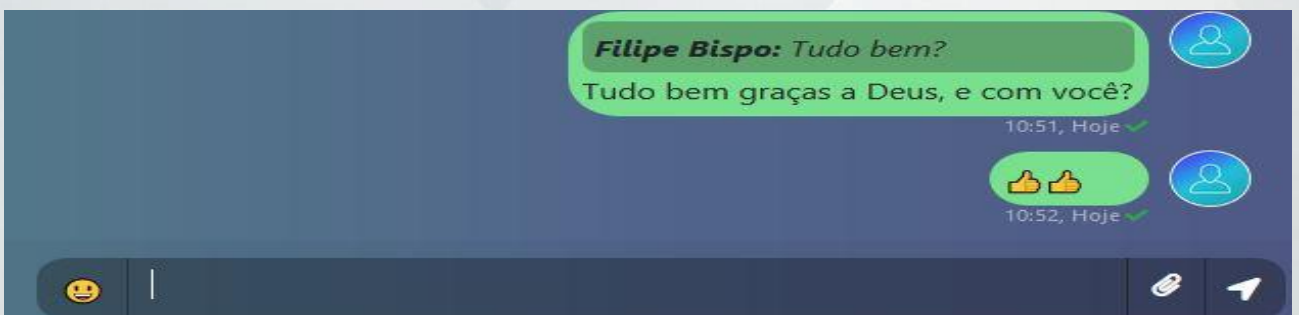 Filipe Bispo: Tudo bem?
Tudo bem graças a Deus, e com você?
10:51, Hoje
👍👍
10:52, Hoje